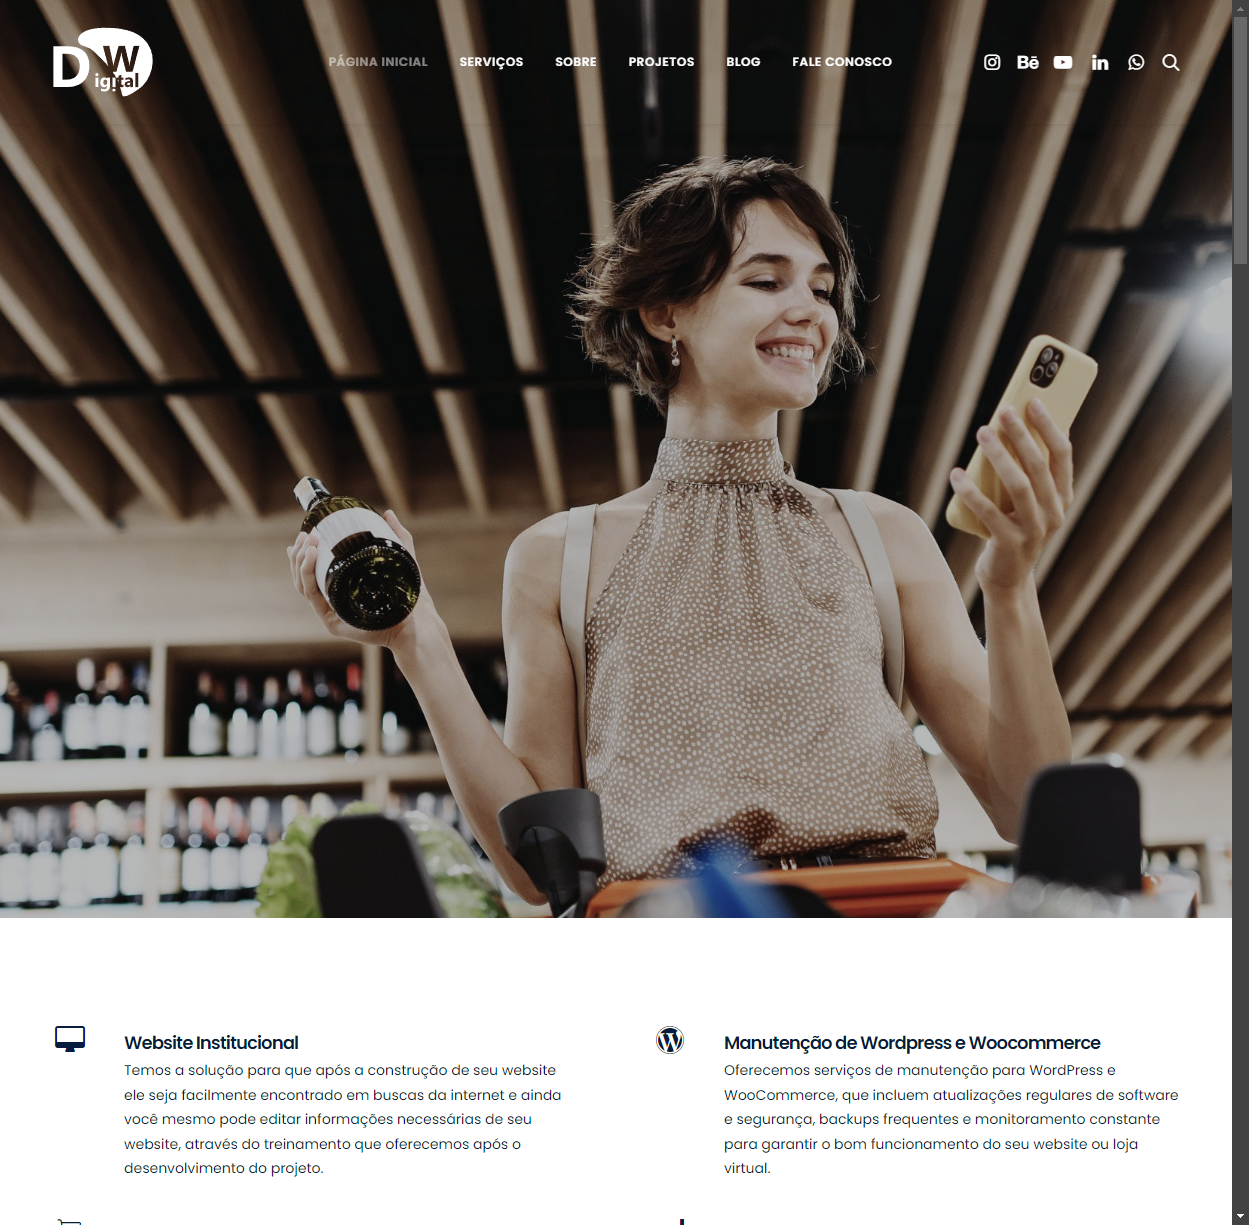 DW
igital
PÁGINA INICIAL SERVIÇOS SOBRE PROJETOS BLOG FALE CONOSCO
Website Institucional
Temos a solução para que após a construção de seu website
ele seja facilmente encontrado em buscas da internet e ainda
você mesmo pode editar informações necessárias de seu
website, através do treinamento que oferecemos após o
desenvolvimento do projeto.
Manutenção de Wordpress e Woocommerce
Oferecemos serviços de manutenção para WordPress e
WooCommerce, que incluem atualizações regulares de software
e segurança, backups frequentes e monitoramento constante
para garantir o bom funcionamento do seu website ou loja
virtual.